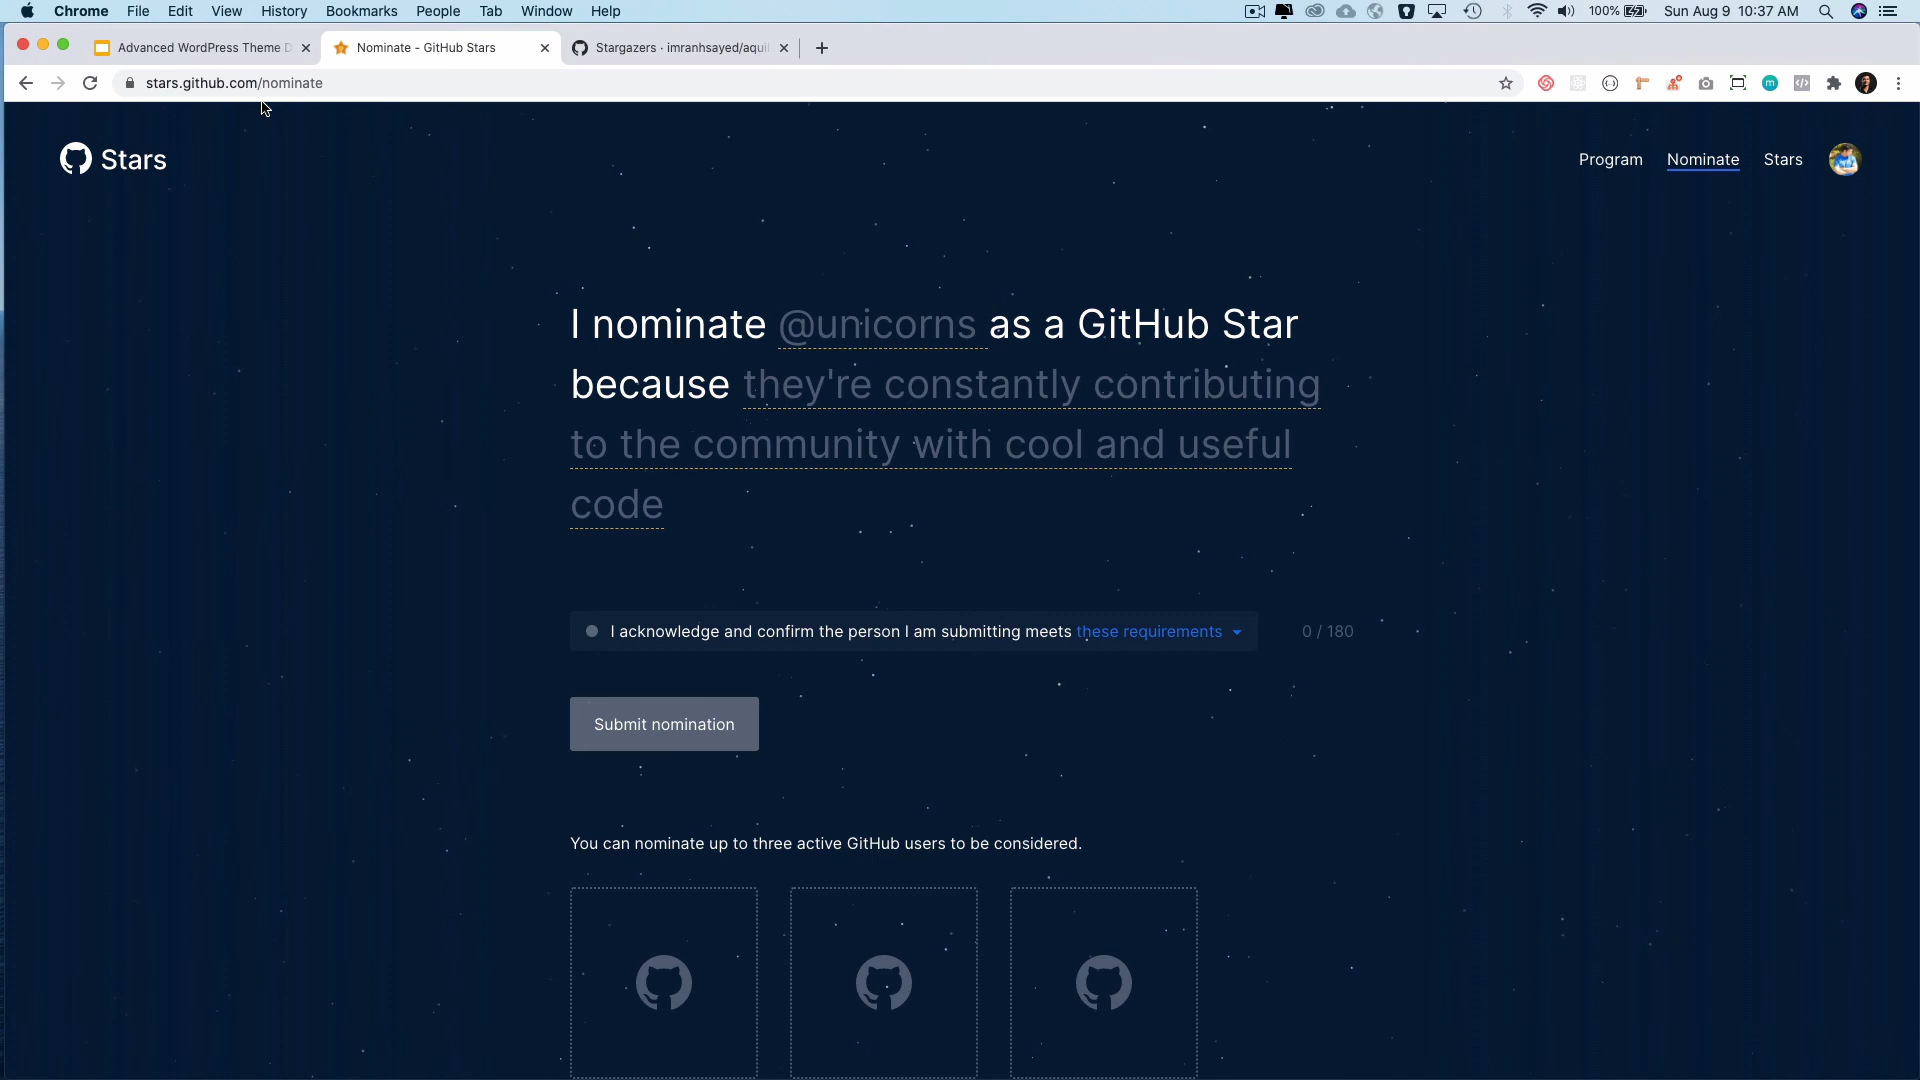 Chrome File Edit View History Bookmarks People Tab Window Help 100% Sun Aug 9 10:37 AM
Advanced WordPress Theme D
Nominate - GitHub Stars
Stargazers · imranhsayed/aquil
stars.github.com/nominate
Stars
Program Nominate Stars
I nominate @unicorns as a GitHub Star
because they're constantly contributing
to the community with cool and useful
code
I acknowledge and confirm the person I am submitting meets these requirements
0 / 180
Submit nomination
You can nominate up to three active GitHub users to be considered.